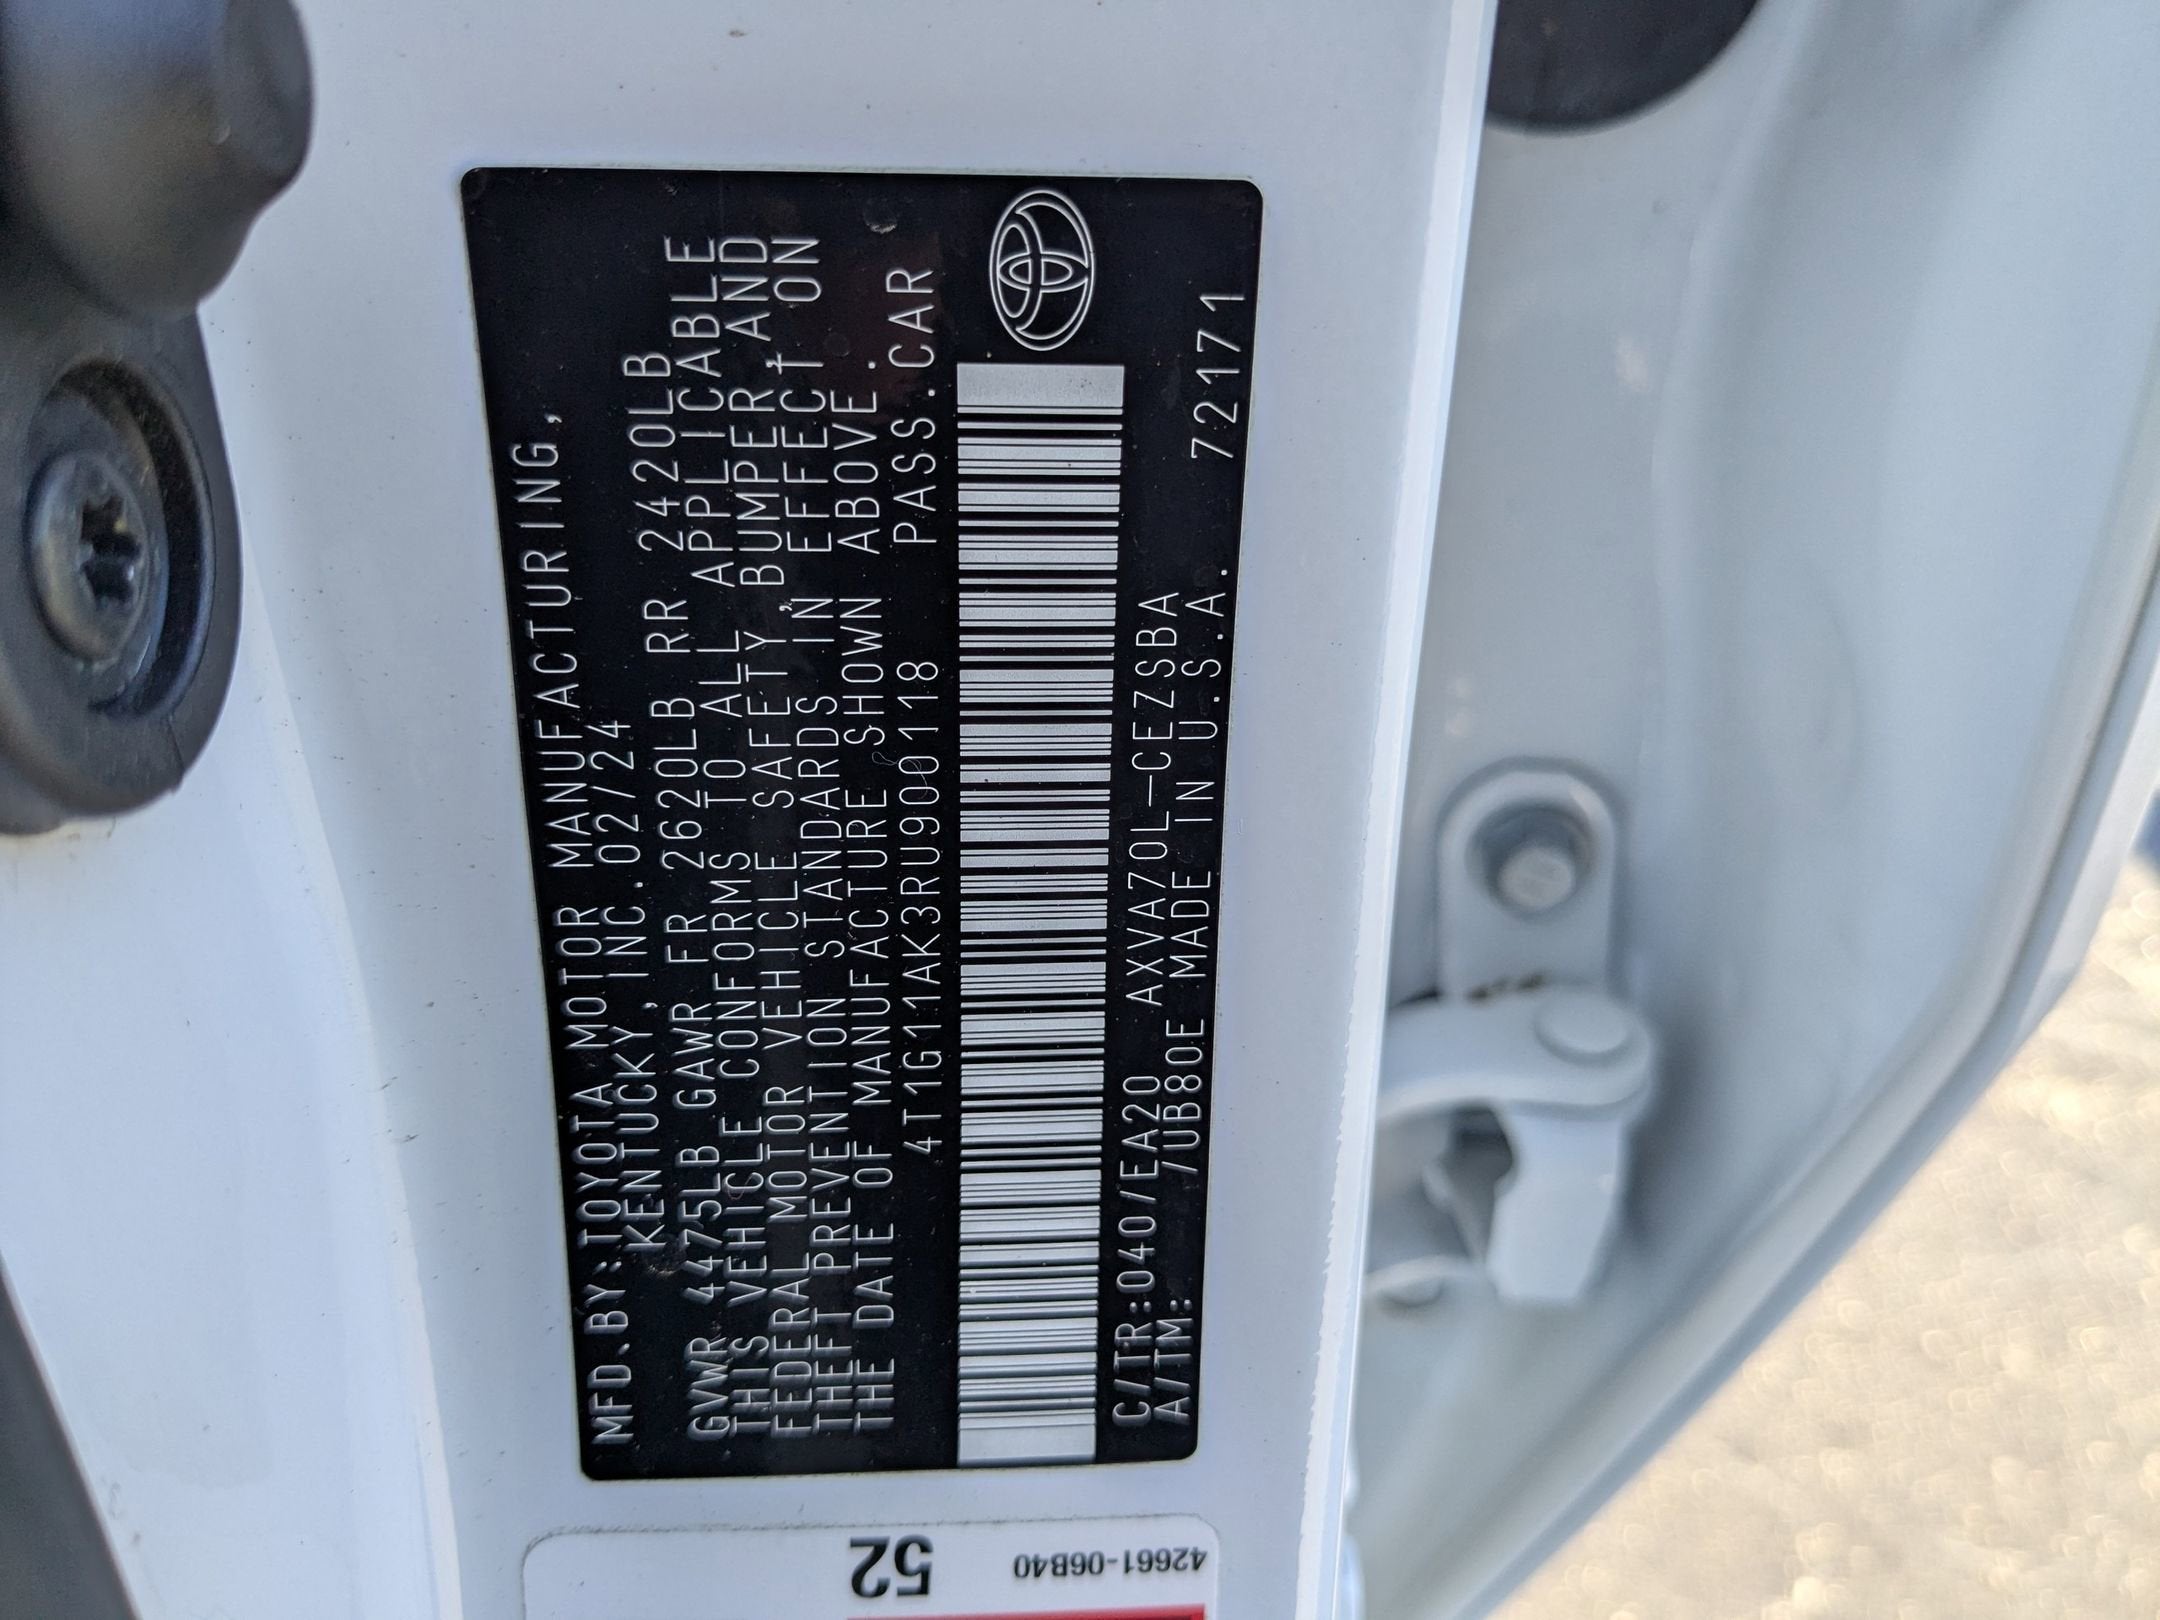 MFD.BY:TOYOTA MOTOR MANUFACTURING,
KENTUCKY, INC. 02/24
GVWR 4475LB GAWR FR 2620LB RR 2420LB
THIS VEHICLE CONFORMS TO ALL APPLICABLE
FEDERAL MOTOR VEHICLE SAFETY, BUMPER, AND
THEFT PREVENTION STANDARDS IN EFFECT ON
THE DATE OF MANUFACTURE SHOWN ABOVE.
4T1G11AK3RU900118 PASS.CAR
C/TR:040/EA20 AXVA70L-CEZSBA
A/TM: /UB80E MADE IN U.S.A. 72171
52
42661-06B40